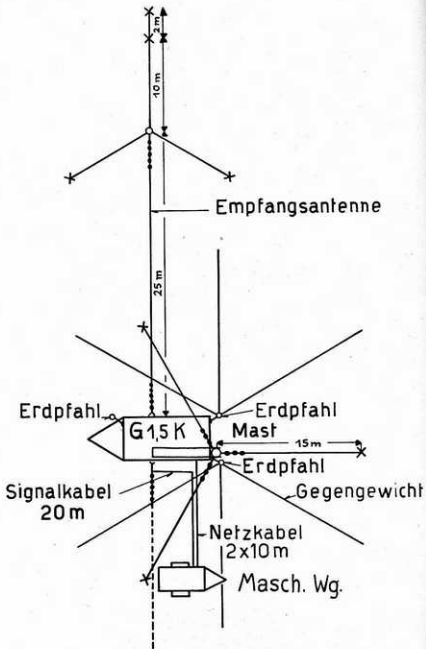 2m
10m
Empfangsantenne
25m
Erdpfahl
G 1,5 K
Erdpfahl
Mast
15m
Erdpfahl
Signalkabel
20m
Gegengewicht
Netzkabel
2x10m
Masch. Wg.